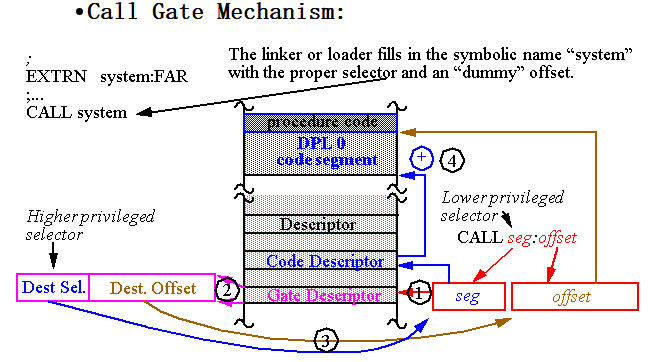 •Call Gate Mechanism:
;
EXTRN system:FAR
;...
CALL system
The linker or loader fills in the symbolic name “system”
with the proper selector and an “dummy” offset.
procedure code
DPL 0
code segment
+
4
Descriptor
Code Descriptor
Gate Descriptor
Lower privileged
selector
CALL seg:offset
Higher privileged
selector
Dest Sel. Dest. Offset
2
1
seg
offset
3